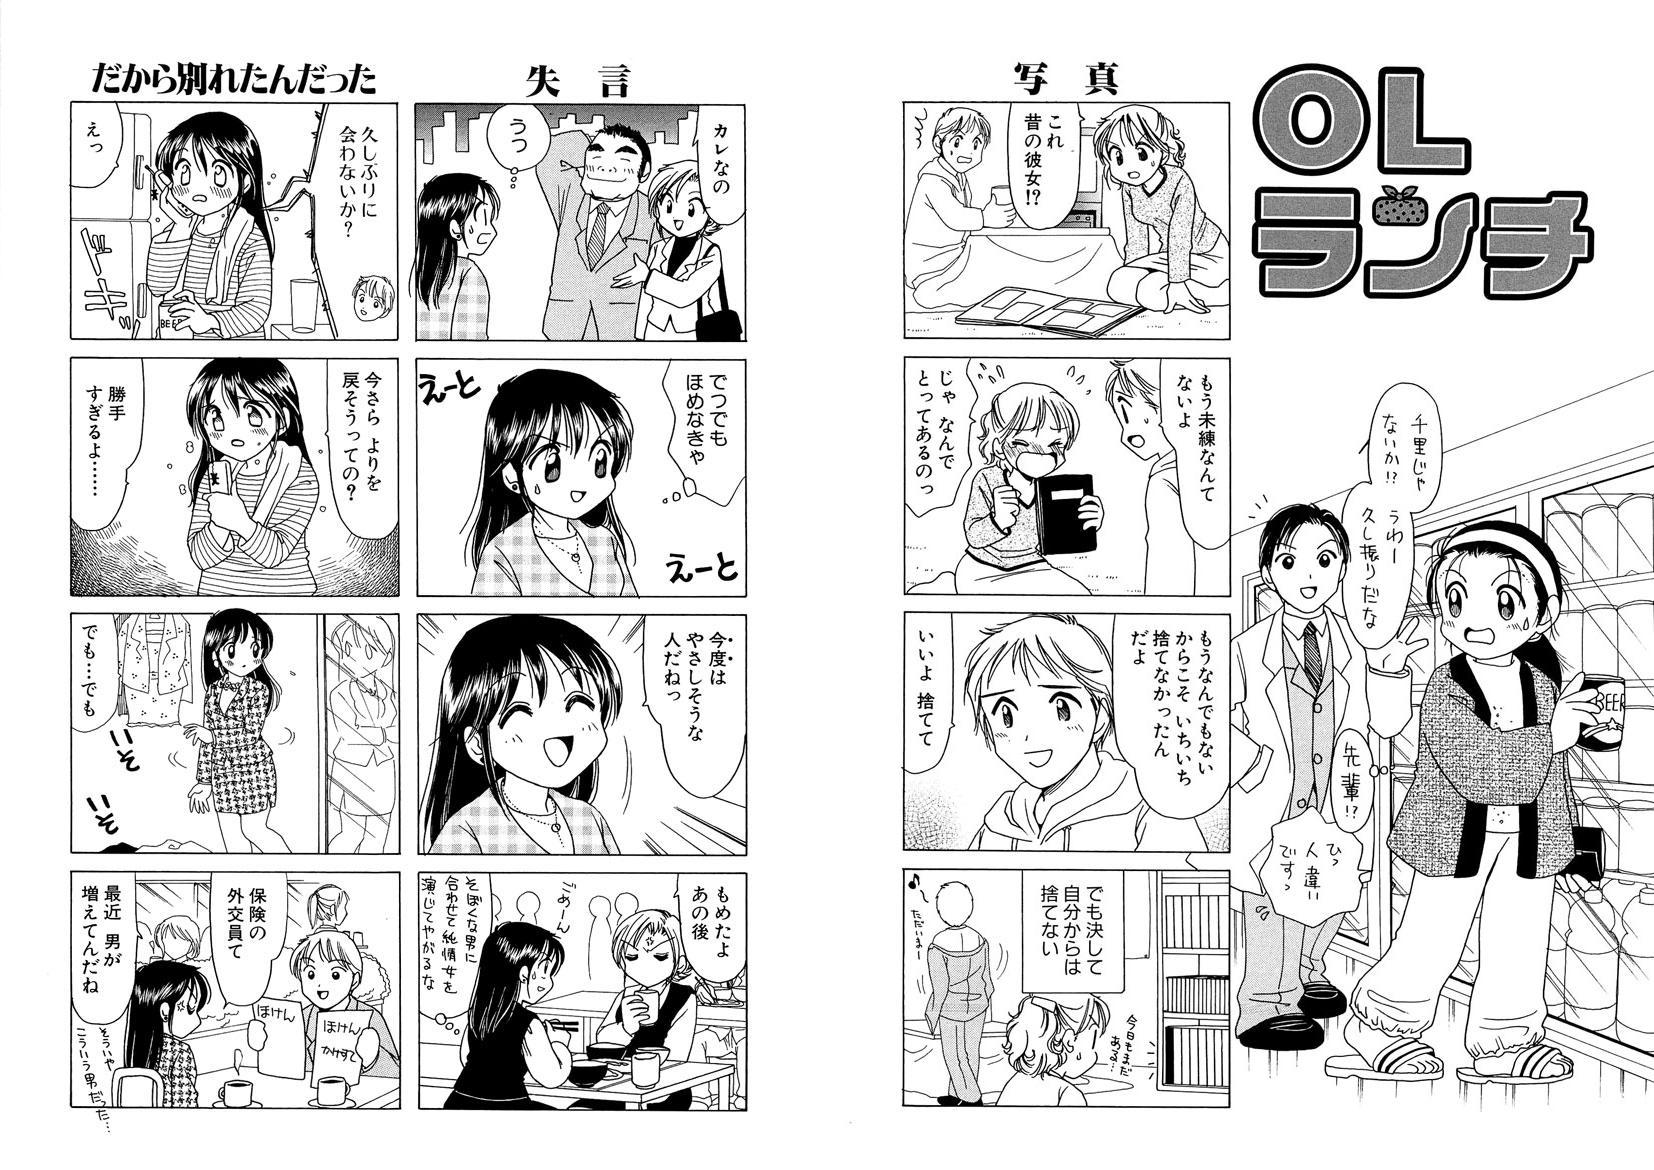 OL
ランチ
千里じゃ
ないか!?
うわー
久し振りだな
先輩!?
ひっ
人違い
ですっ
BEER
写真
これ
昔の彼女!?
もう未練なんて
ないよ
じゃ なんで
とってあるのっ
もうなんでもない
からこそ いちいち
捨てなかったん
だよ
いいよ 捨てて
でも決して
自分からは
捨てない
ただいまー
今日もまだ
ある…
失言
カレなの
うっ
でつでも
ほめなきゃ
えーと
えーと
今度は
やさしそうな
人だねっ
もめたよ
あの後
ごめーん
そぼくな男に
合わせて純情女を
演じてやがるな
だから別れたんだった
久しぶりに
会わないか?
えっ
ドキッ
BEER
今さら よりを
戻そうっての?
勝手
すぎるよ……
でも…でも
いそ
いそ
保険の
外交員て
最近 男が
増えてんだね
ほけん
ほけん
かけすて
そういや
こういう男だった…